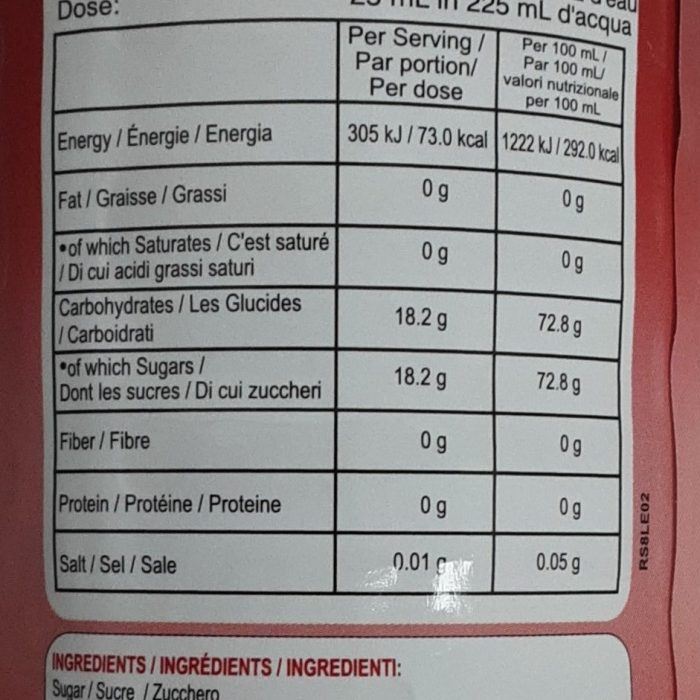 Dose:
in 225 mL d'acqua
Per Serving /
Par portion/
Per dose
Per 100 mL /
Par 100 mL/
valori nutrizionale
per 100 mL
Energy / Énergie / Energia
305 kJ / 73.0 kcal
1222 kJ / 292.0 kcal
Fat / Graisse / Grassi
0 g
0 g
•of which Saturates / C'est saturé
/ Di cui acidi grassi saturi
0 g
0 g
Carbohydrates / Les Glucides
/ Carboidrati
18.2 g
72.8 g
•of which Sugars /
Dont les sucres / Di cui zuccheri
18.2 g
72.8 g
Fiber / Fibre
0 g
0 g
Protein / Protéine / Proteine
0 g
0 g
Salt / Sel / Sale
0.01 g
0.05 g
RS8LE02
INGREDIENTS / INGRÉDIENTS / INGREDIENTI:
Sugar / Sucre / Zucchero